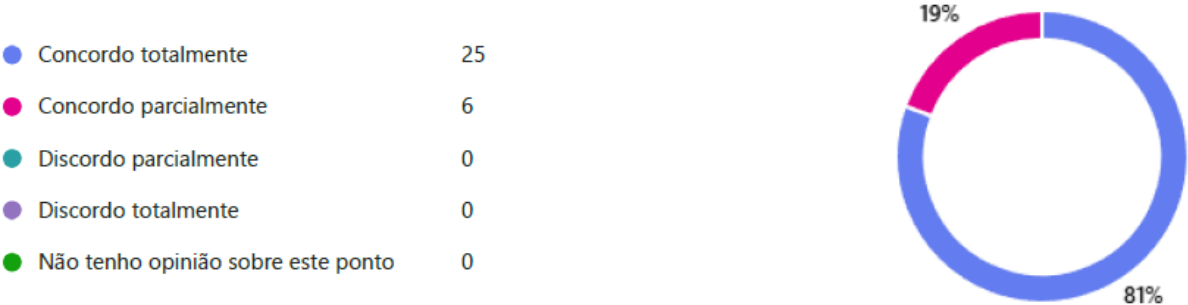 19%
Concordo totalmente 25
Concordo parcialmente 6
Discordo parcialmente 0
Discordo totalmente 0
Não tenho opinião sobre este ponto 0
81%